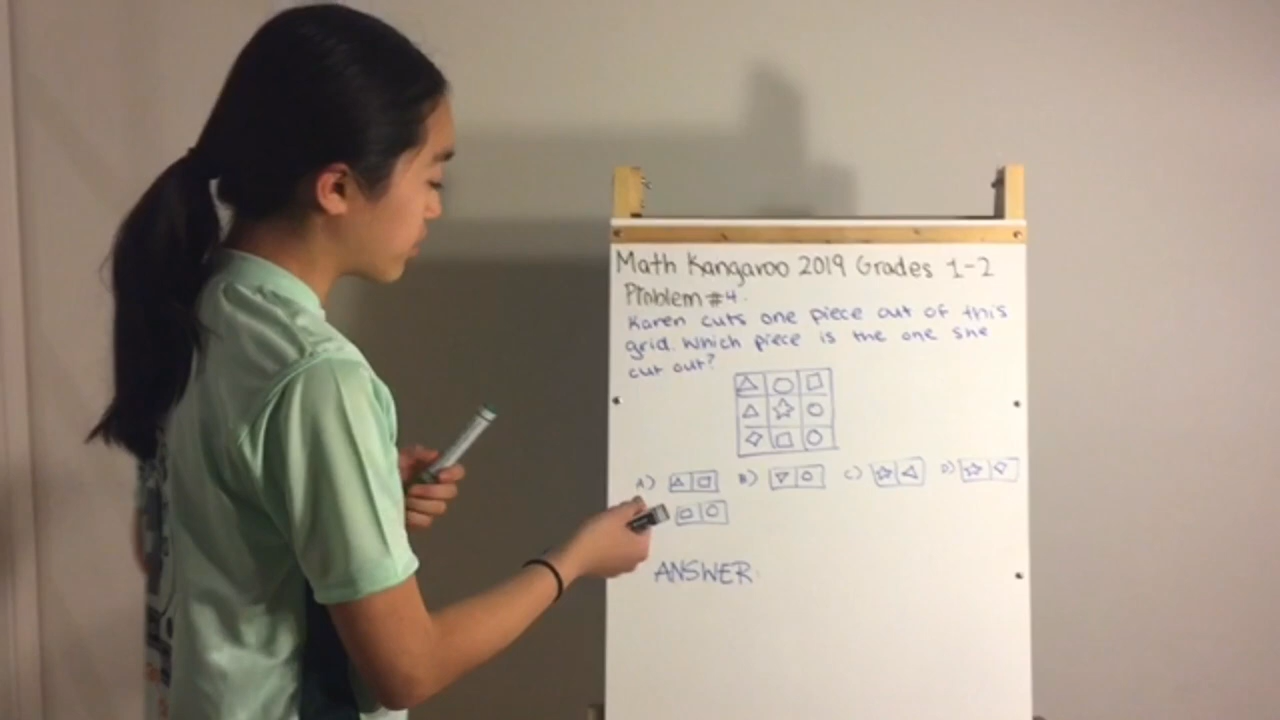 Math Kangaroo 2019 Grades 1-2
Problem #4.
Karen cuts one piece out of this
grid. Which piece is the one she
cut out?
A) B) C) D)
ANSWER: